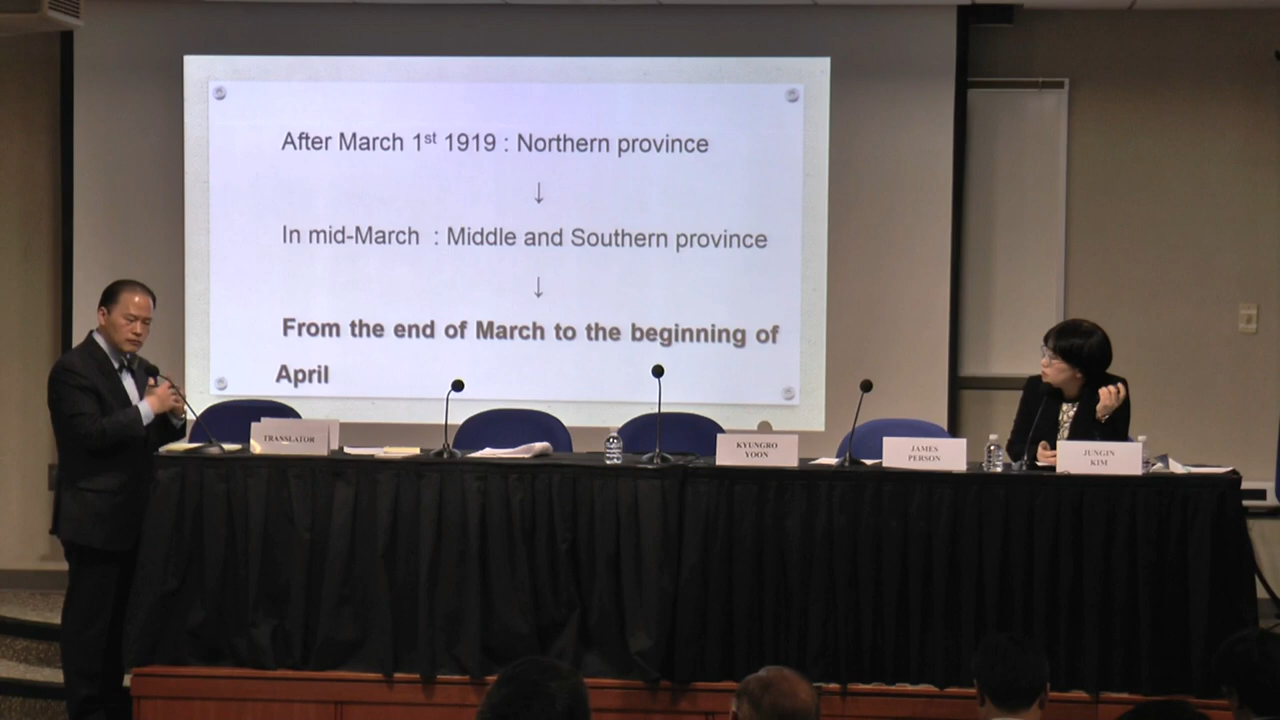 After March 1st 1919 : Northern province
↓
In mid-March : Middle and Southern province
↓
From the end of March to the beginning of
April
TRANSLATOR
KYUNGRO
YOON
JAMES
PERSON
JUNGIN
KIM